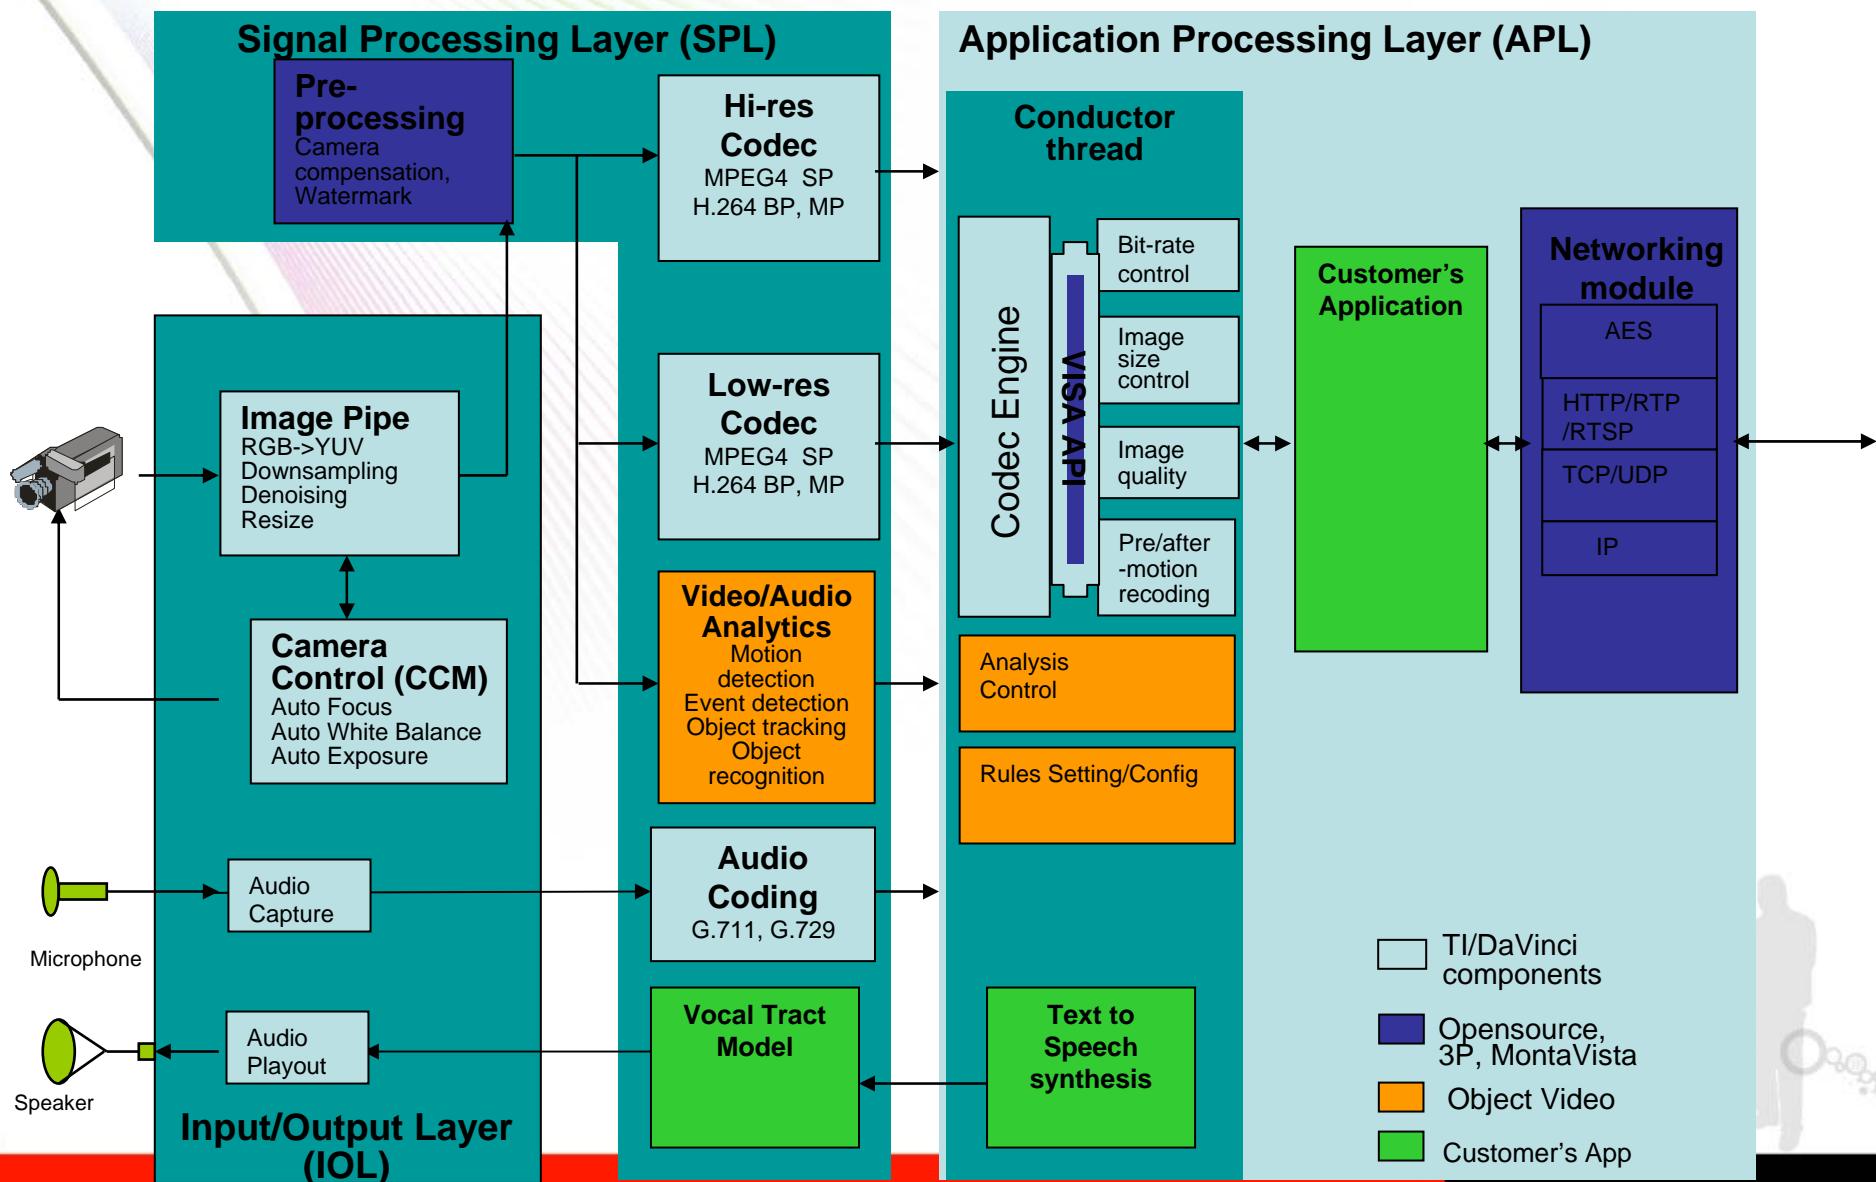 Signal Processing Layer (SPL)
Application Processing Layer (APL)
Pre-
processing
Camera
compensation,
Watermark
Hi-res
Codec
MPEG4  SP
H.264 BP, MP
Conductor
thread
Codec Engine
VISA API
Bit-rate
control
Image
size
control
Image
quality
Pre/after
-motion
recoding
Customer's
Application
Networking
module
AES
HTTP/RTP
/RTSP
TCP/UDP
IP
Image Pipe
RGB->YUV
Downsampling
Denoising
Resize
Low-res
Codec
MPEG4  SP
H.264 BP, MP
Camera
Control (CCM)
Auto Focus
Auto White Balance
Auto Exposure
Video/Audio
Analytics
Motion
detection
Event detection
Object tracking
Object
recognition
Analysis
Control
Rules Setting/Config
Microphone
Audio
Capture
Audio
Coding
G.711, G.729
Speaker
Audio
Playout
Vocal Tract
Model
Text to
Speech
synthesis
Input/Output Layer
(IOL)
TI/DaVinci
components
Opensource,
3P, MontaVista
Object Video
Customer's App